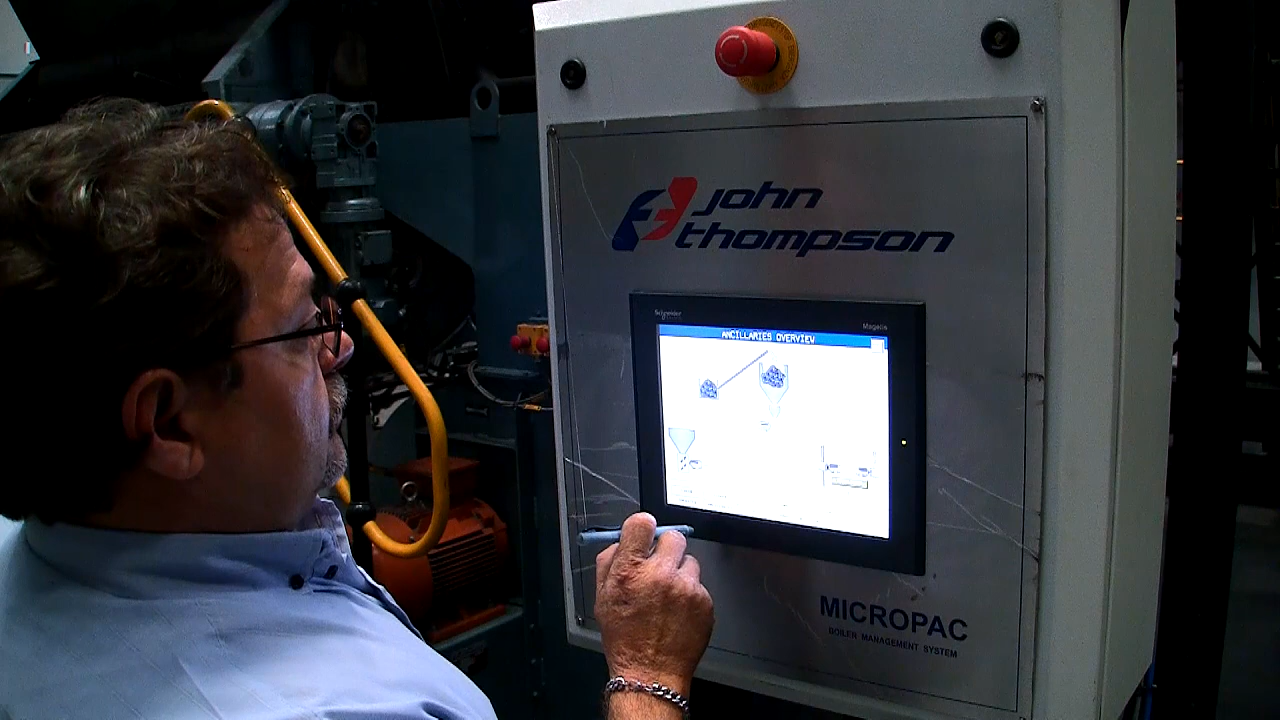 john
thompson
Schneider
Magelis
ANCILLARIES OVERVIEW
MICROPAC
BOILER MANAGEMENT SYSTEM